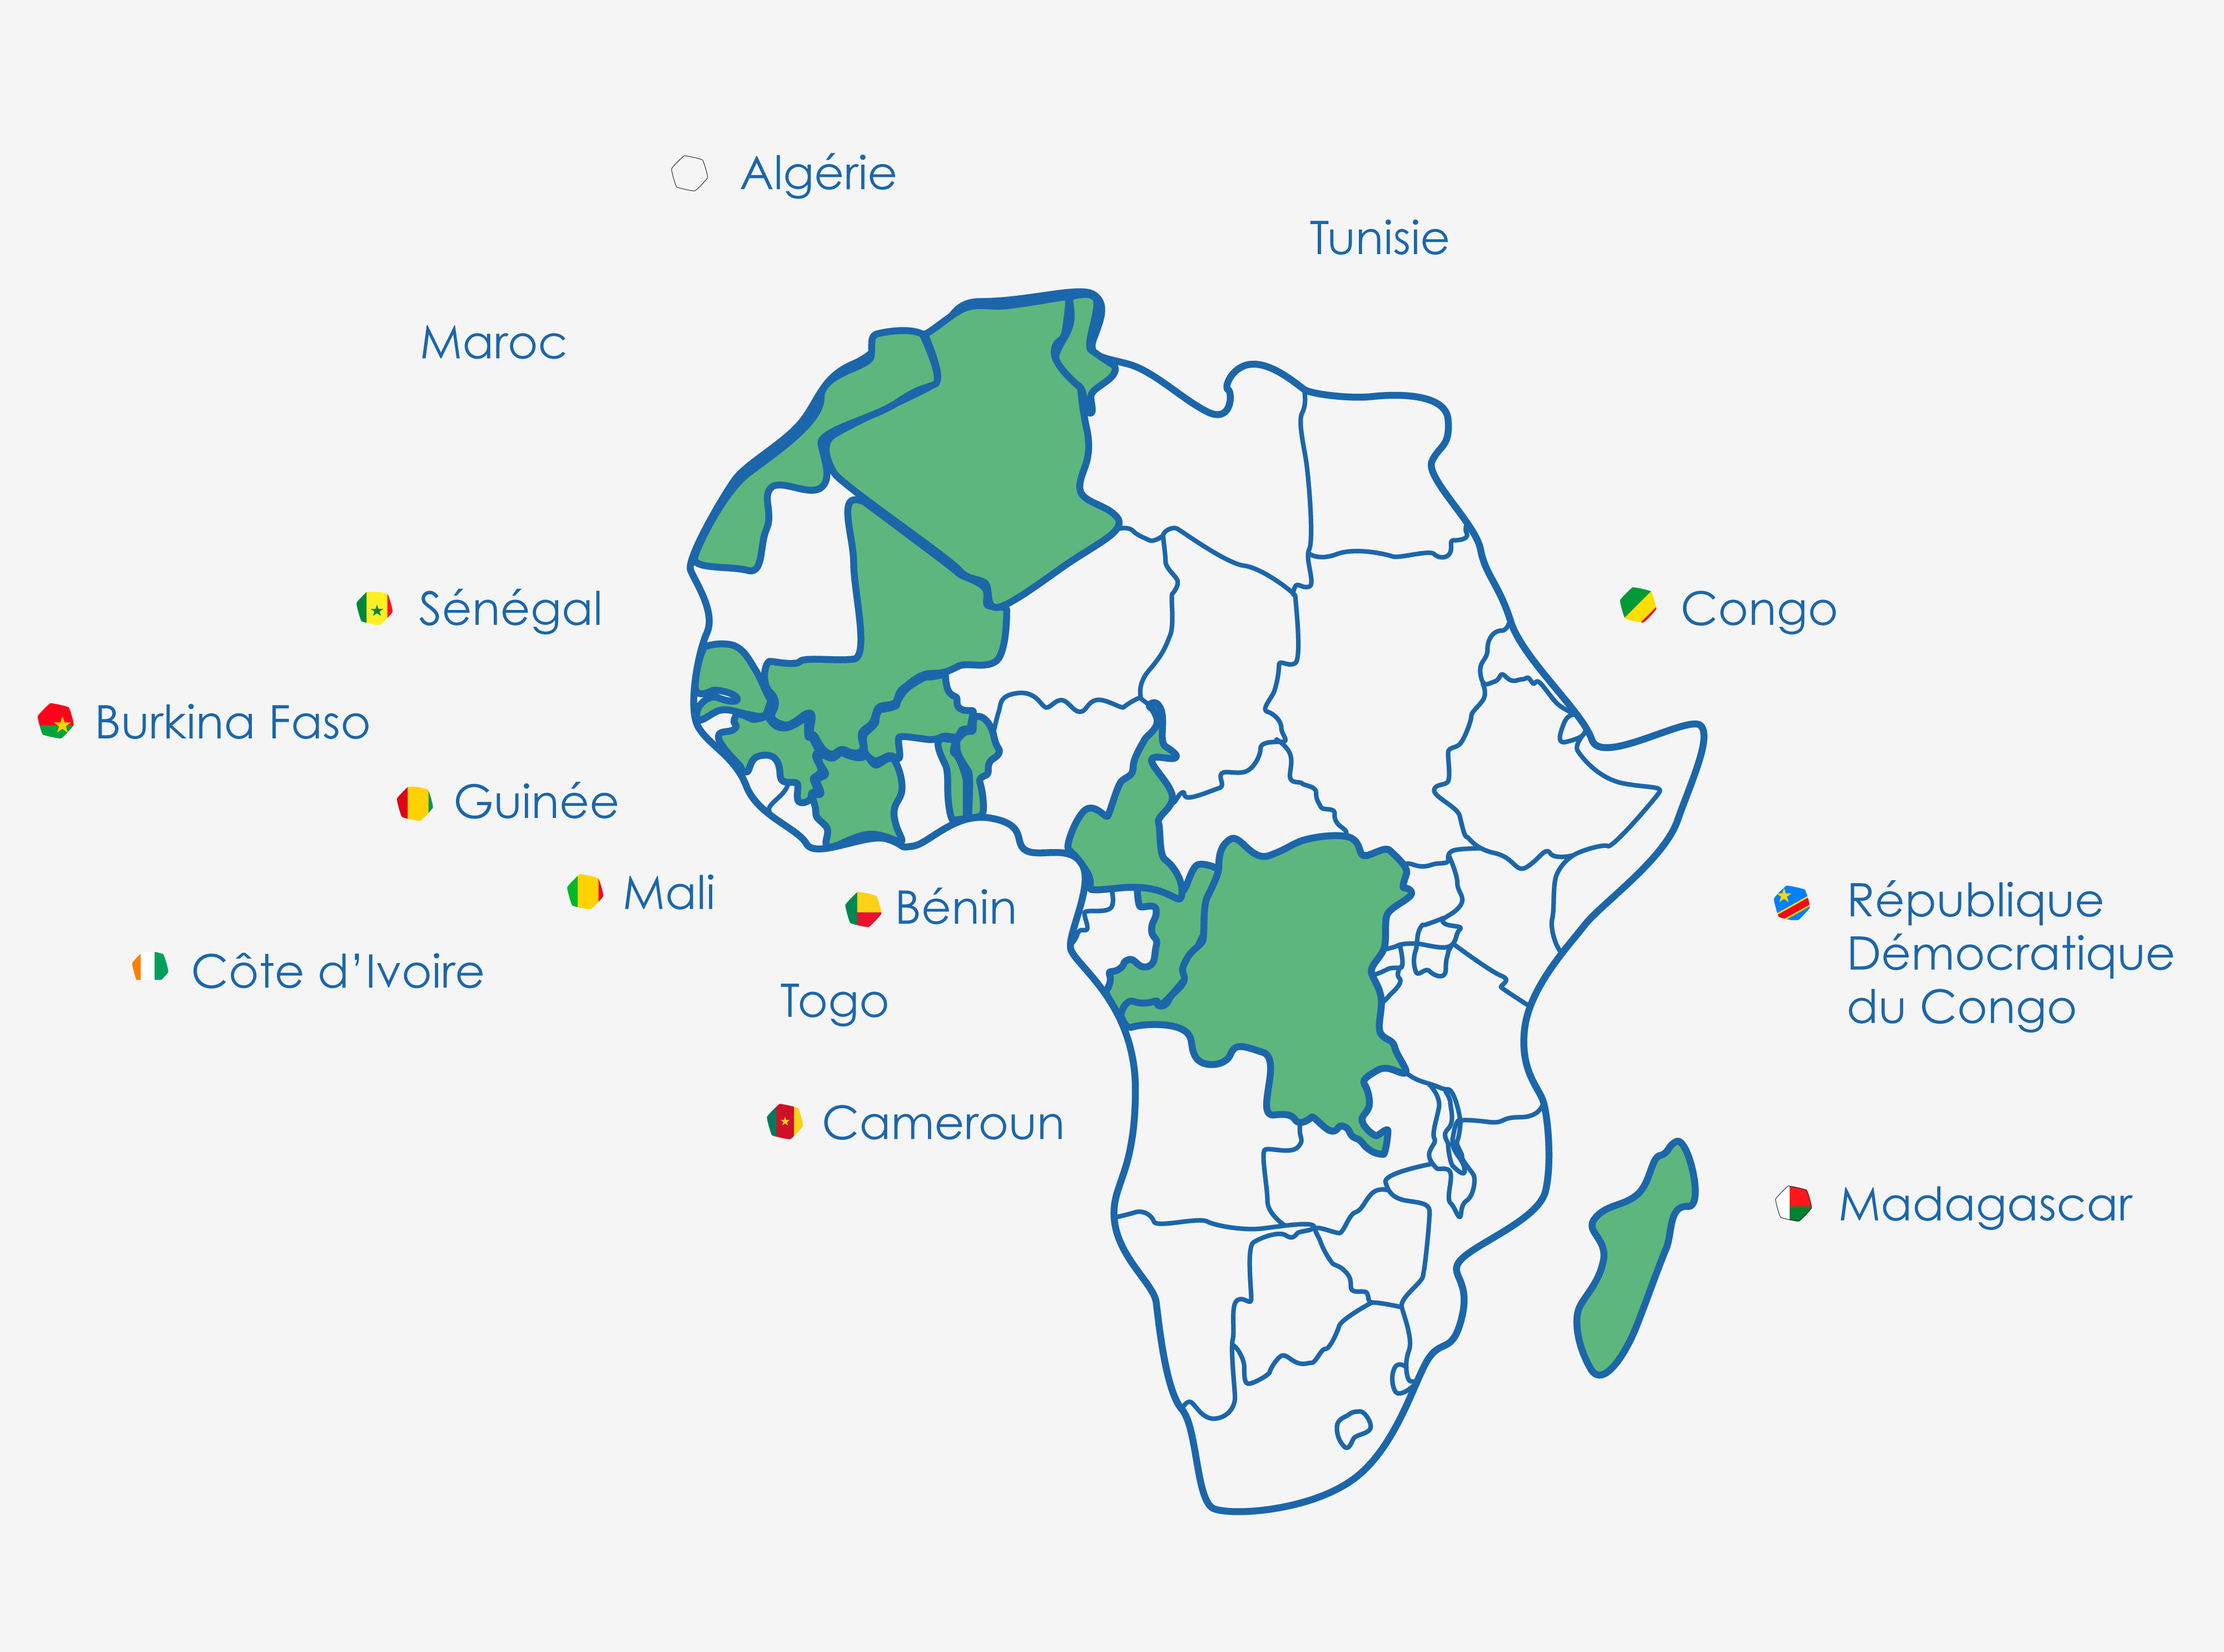 Algérie
Tunisie
Maroc
Sénégal
Congo
Burkina Faso
Guinée
Mali
Bénin
République
Démocratique
du Congo
Côte d’Ivoire
Togo
Cameroun
Madagascar